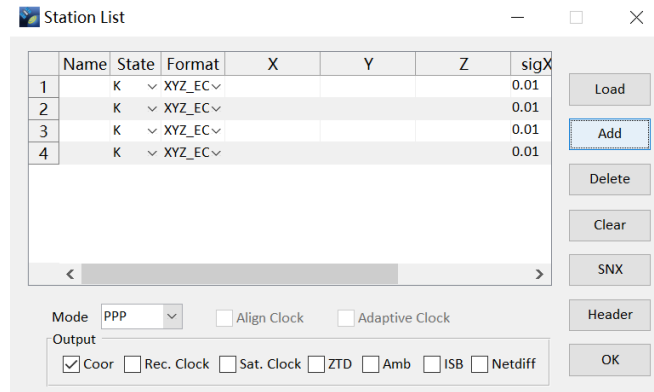 Station List
Name State Format X Y Z sigX
1 K XYZ_EC 0.01
2 K XYZ_EC 0.01
3 K XYZ_EC 0.01
4 K XYZ_EC 0.01
Load
Add
Delete
Clear
SNX
Header
OK
Mode PPP Align Clock Adaptive Clock
Output
Coor Rec. Clock Sat. Clock ZTD Amb ISB Netdiff